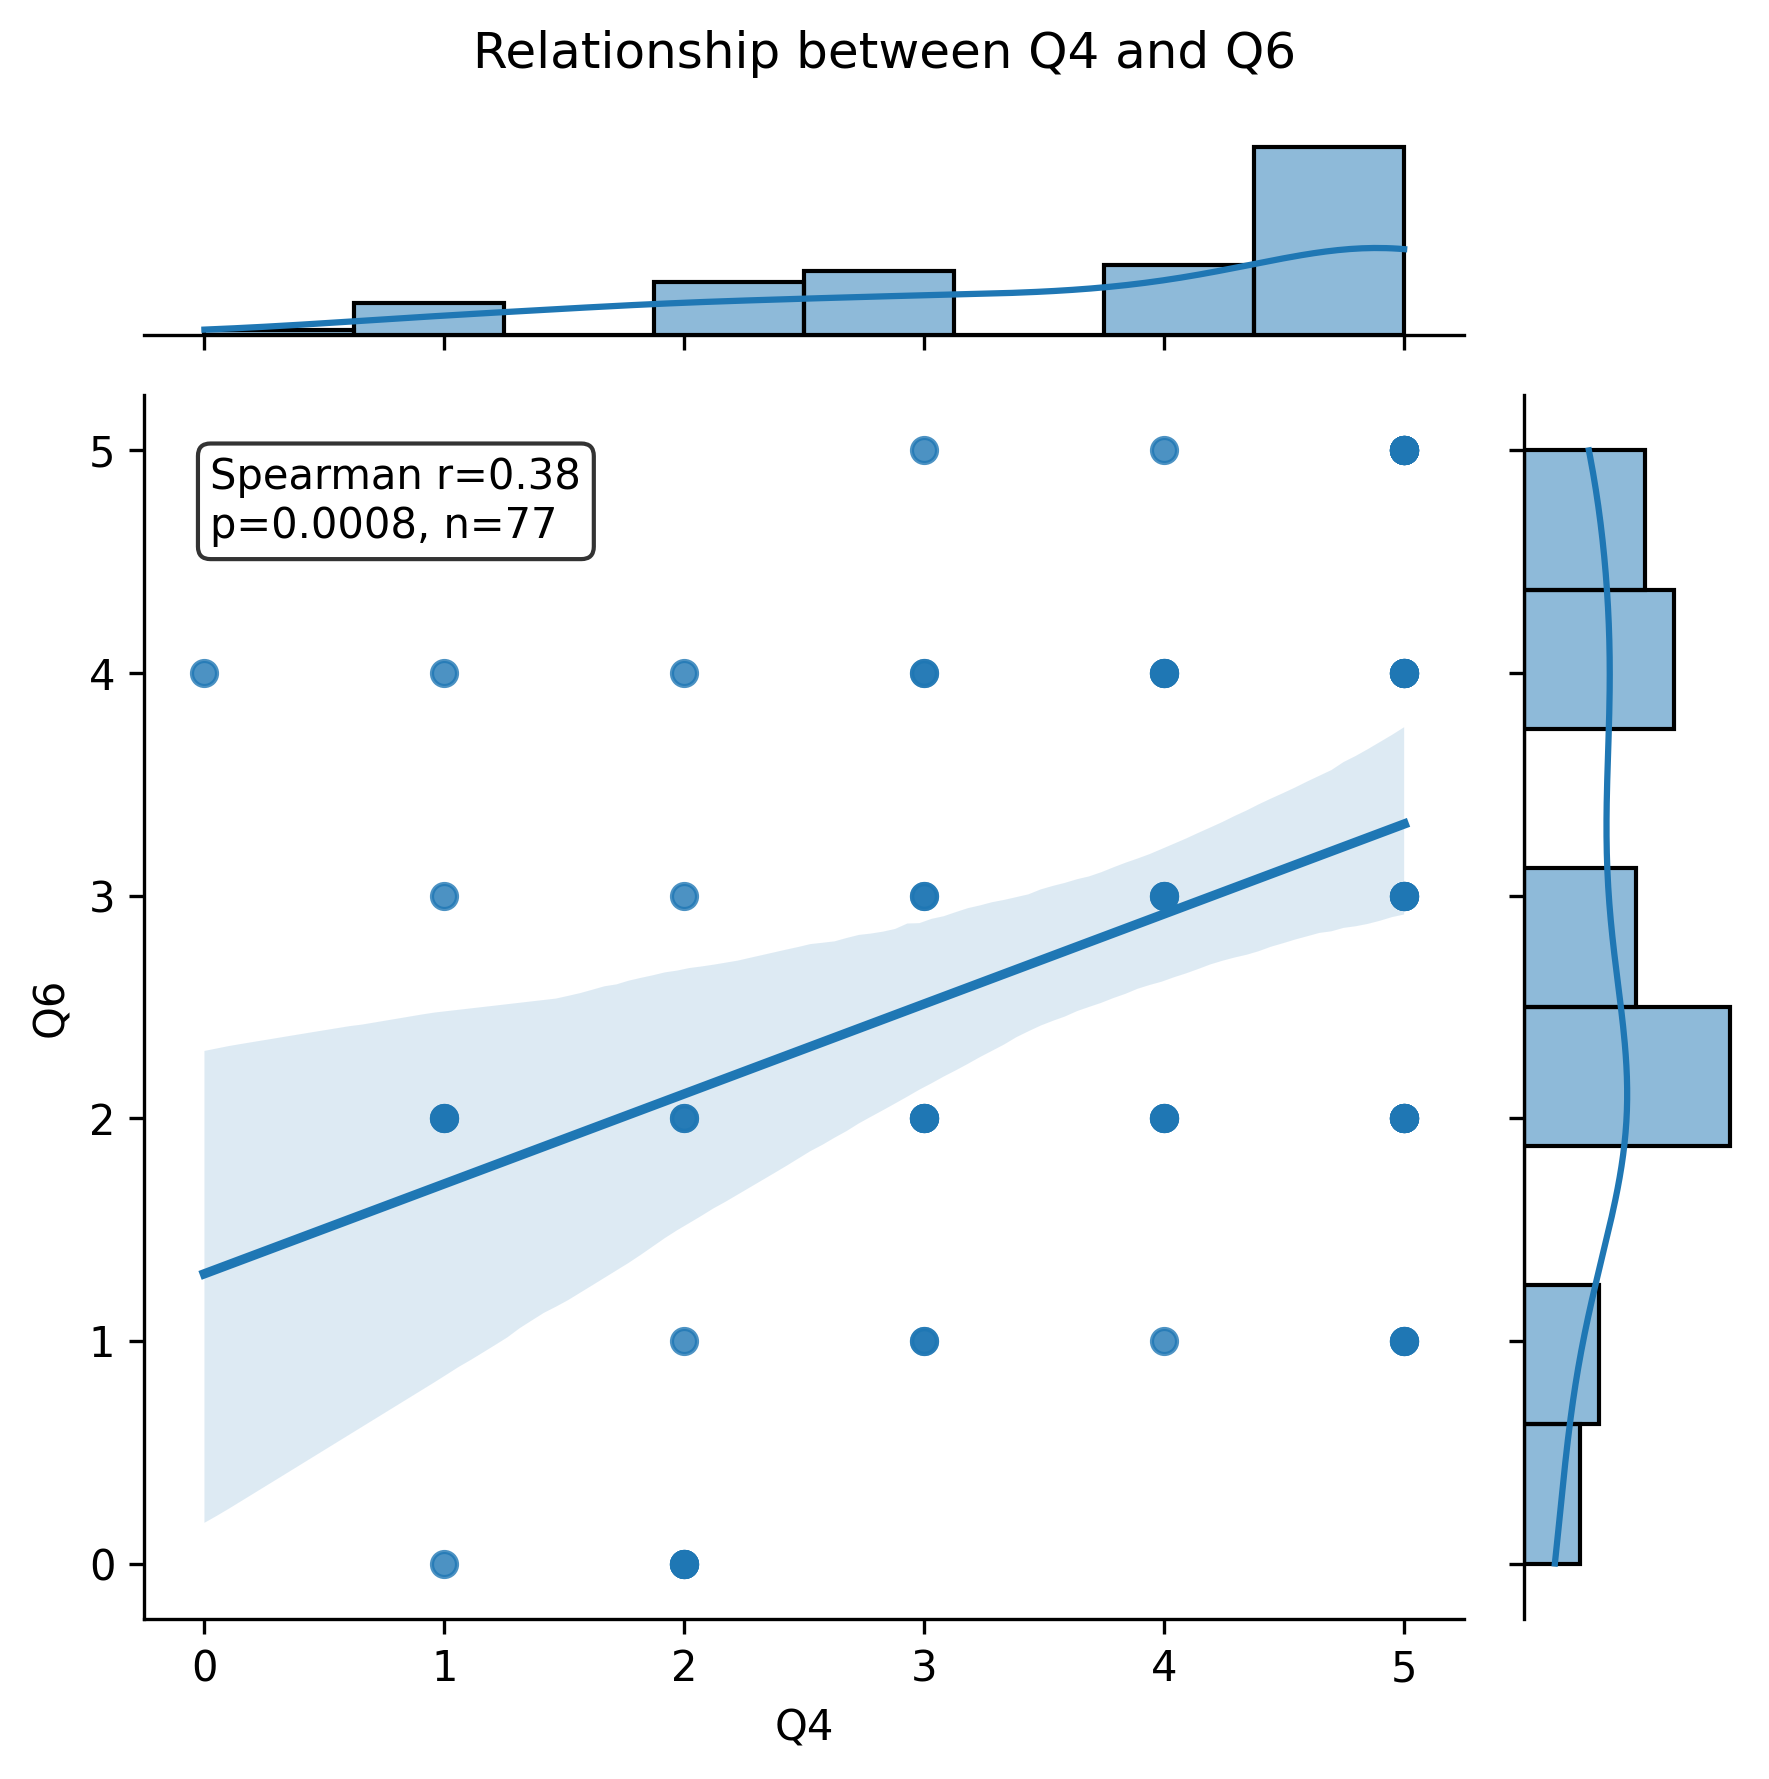 Relationship between Q4 and Q6
Spearman r=0.38
p=0.0008, n=77
5
4
3
2
1
0
Q6
0 1 2 3 4 5
Q4